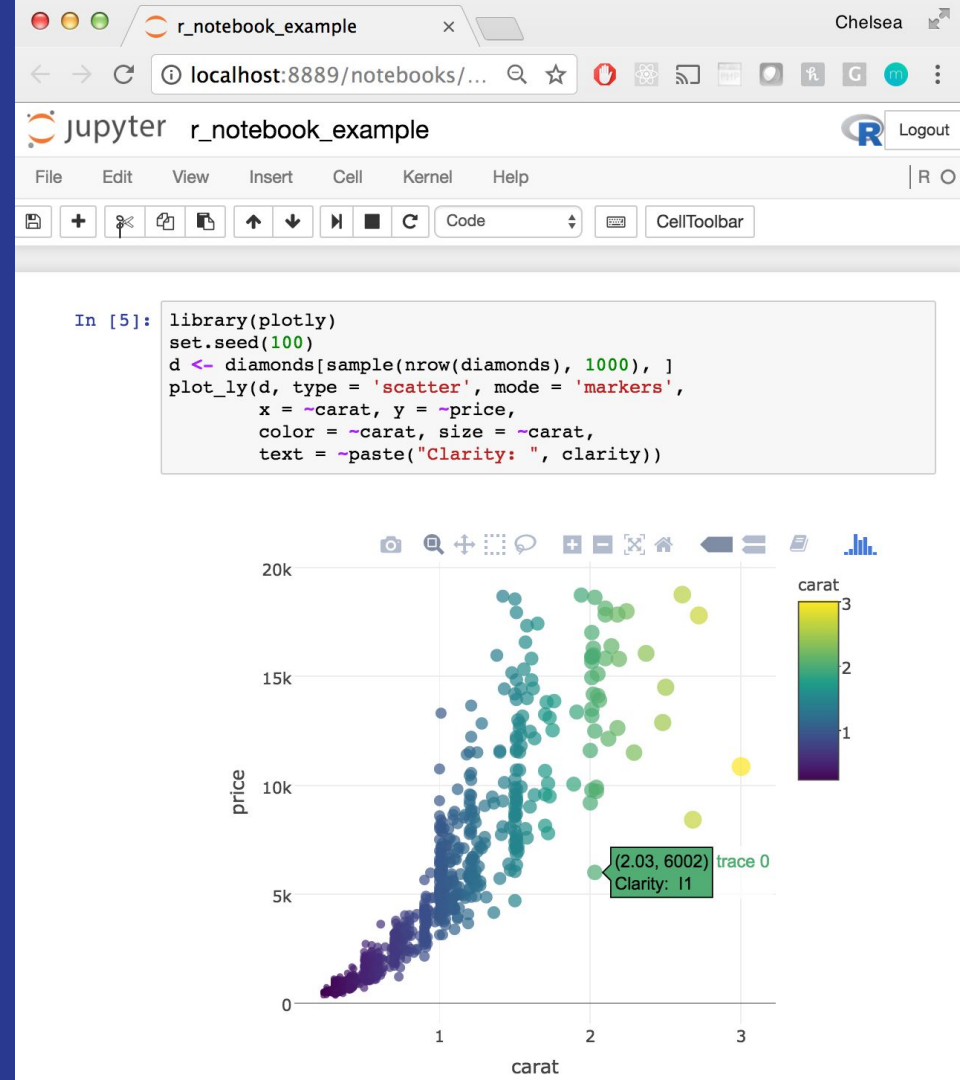 r_notebook_example
Chelsea
localhost:8889/notebooks/...
jupyter r_notebook_example
R
Logout
File Edit View Insert Cell Kernel Help
R
Code
CellToolbar
In [5]:
library(plotly)
set.seed(100)
d <- diamonds[sample(nrow(diamonds), 1000), ]
plot_ly(d, type = 'scatter', mode = 'markers',
x = ~carat, y = ~price,
color = ~carat, size = ~carat,
text = ~paste("Clarity: ", clarity))
20k
15k
10k
5k
0
price
1 2 3
carat
carat
3
2
1
(2.03, 6002) trace 0
Clarity: I1